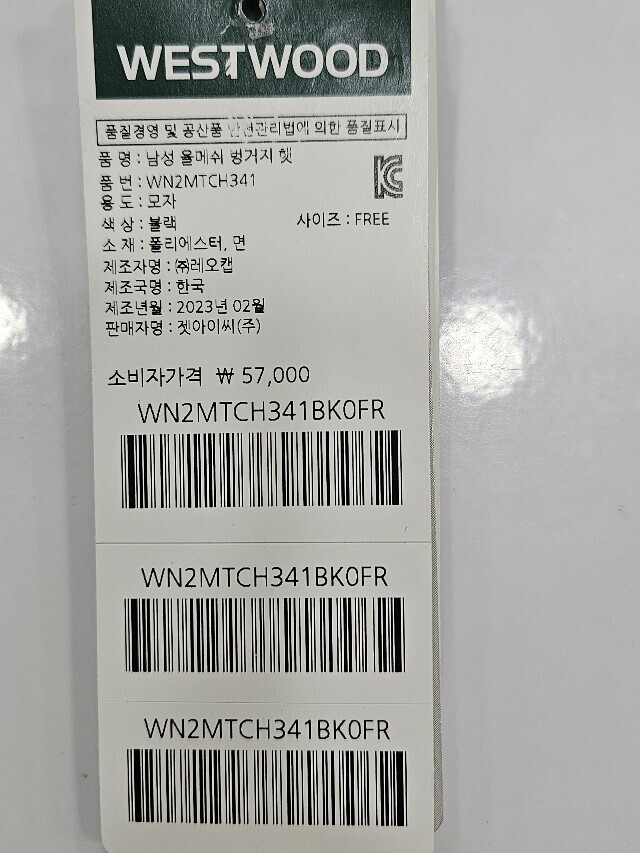 WESTWOOD
품질경영 및 공산품 안전관리법에 의한 품질표시
품 명 : 남성 올메쉬 벙거지 햇
품 번 : WN2MTCH341
용 도 : 모자
색 상 : 블랙 사이즈 : FREE
소 재 : 폴리에스터, 면
제조자명 : ㈜레오캡
제조국명 : 한국
제조년월 : 2023년 02월
판매자명 : 젯아이씨(주)
소비자가격 ₩ 57,000
WN2MTCH341BK0FR
WN2MTCH341BK0FR
WN2MTCH341BK0FR